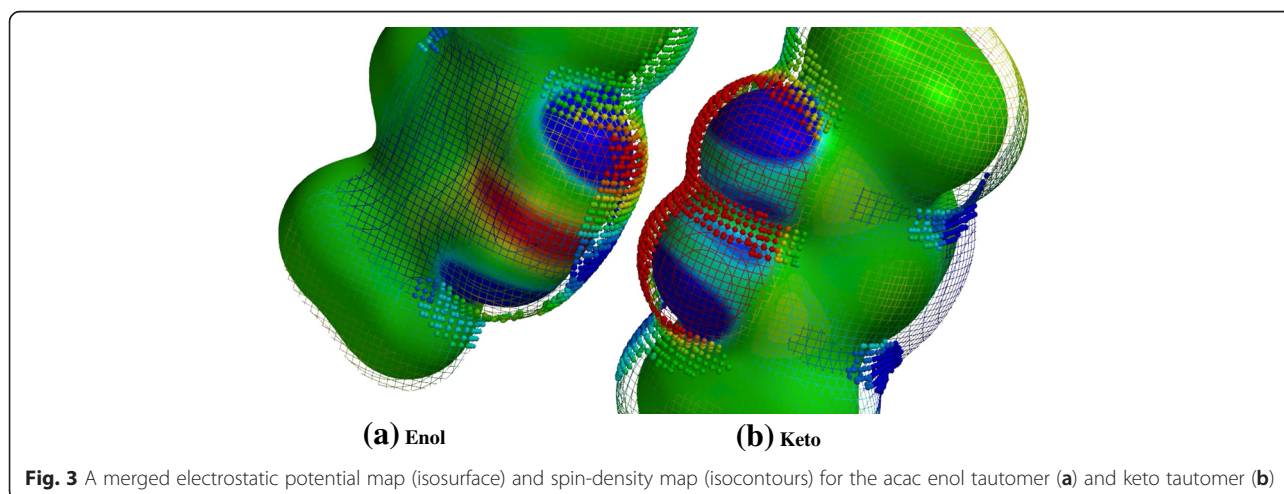 (a) Enol
(b) Keto
Fig. 3 A merged electrostatic potential map (isosurface) and spin-density map (isocontours) for the acac enol tautomer (a) and keto tautomer (b)